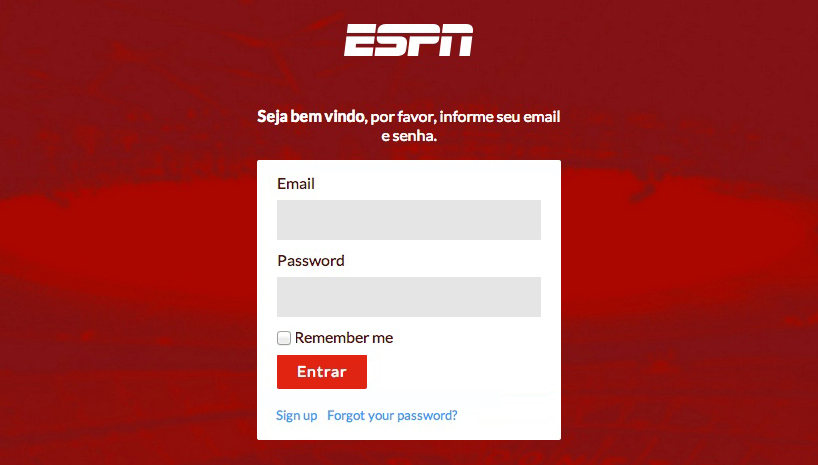 ESPN
Seja bem vindo, por favor, informe seu email
e senha.
Email
Password
Remember me
Entrar
Sign up Forgot your password?